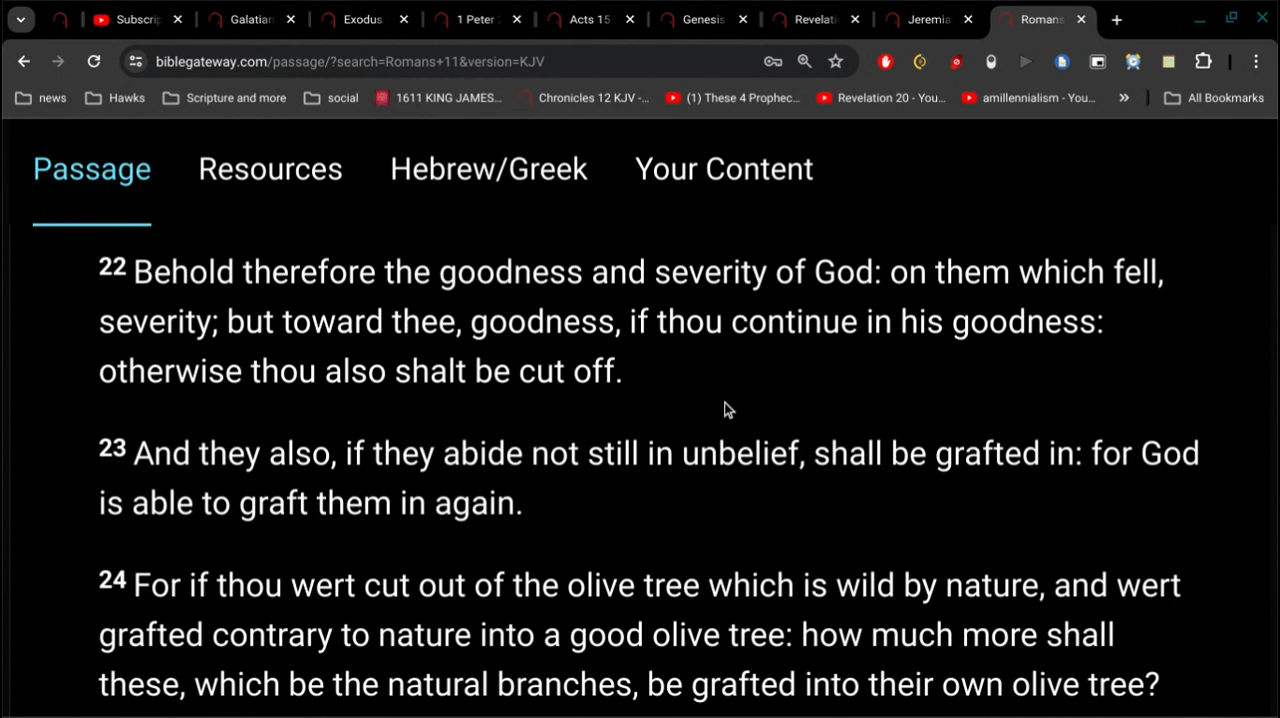 Subscrip Galatian Exodus 1 Peter Acts 15 Genesis Revelati Jeremia Romans
biblegateway.com/passage/?search=Romans+11&version=KJV
news Hawks Scripture and more social 1611 KING JAMES... Chronicles 12 KJV -... (1) These 4 Prophec... Revelation 20 - You... amillennialism - You... » All Bookmarks
Passage Resources Hebrew/Greek Your Content
22 Behold therefore the goodness and severity of God: on them which fell,
severity; but toward thee, goodness, if thou continue in his goodness:
otherwise thou also shalt be cut off.
23 And they also, if they abide not still in unbelief, shall be grafted in: for God
is able to graft them in again.
24 For if thou wert cut out of the olive tree which is wild by nature, and wert
grafted contrary to nature into a good olive tree: how much more shall
these, which be the natural branches, be grafted into their own olive tree?